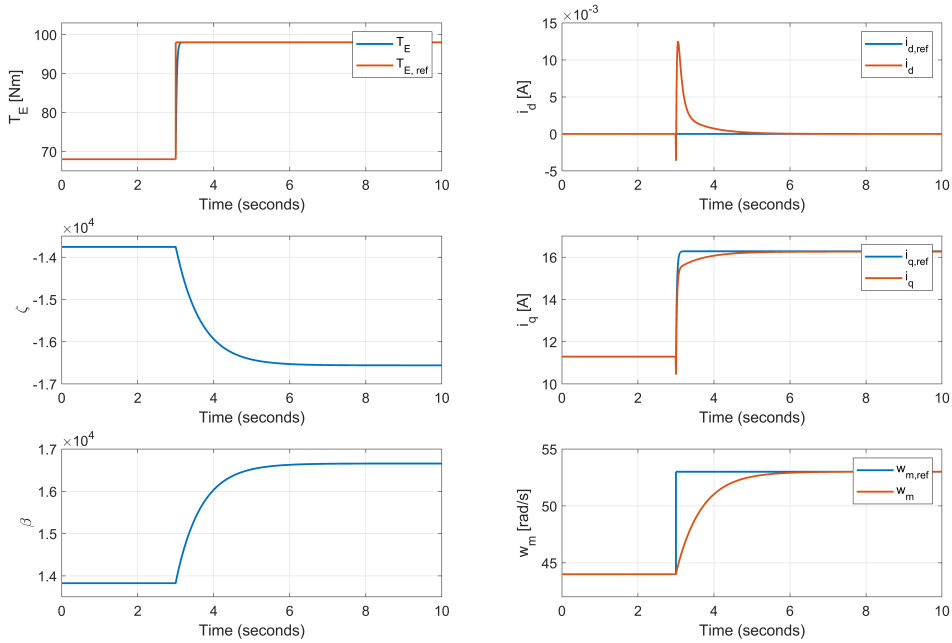 T_E [Nm]
100
90
80
70
0 2 4 6 8 10
Time (seconds)
T_E
T_{E, ref}
×10^{-3}
i_d [A]
15
10
5
0
-5
0 2 4 6 8 10
Time (seconds)
i_{d,ref}
i_d
×10^4
ζ
-1.4
-1.5
-1.6
-1.7
0 2 4 6 8 10
Time (seconds)
i_q [A]
16
14
12
10
0 2 4 6 8 10
Time (seconds)
i_{q,ref}
i_q
×10^4
β
1.7
1.6
1.5
1.4
0 2 4 6 8 10
Time (seconds)
w_m [rad/s]
55
50
45
0 2 4 6 8 10
Time (seconds)
w_{m,ref}
w_m